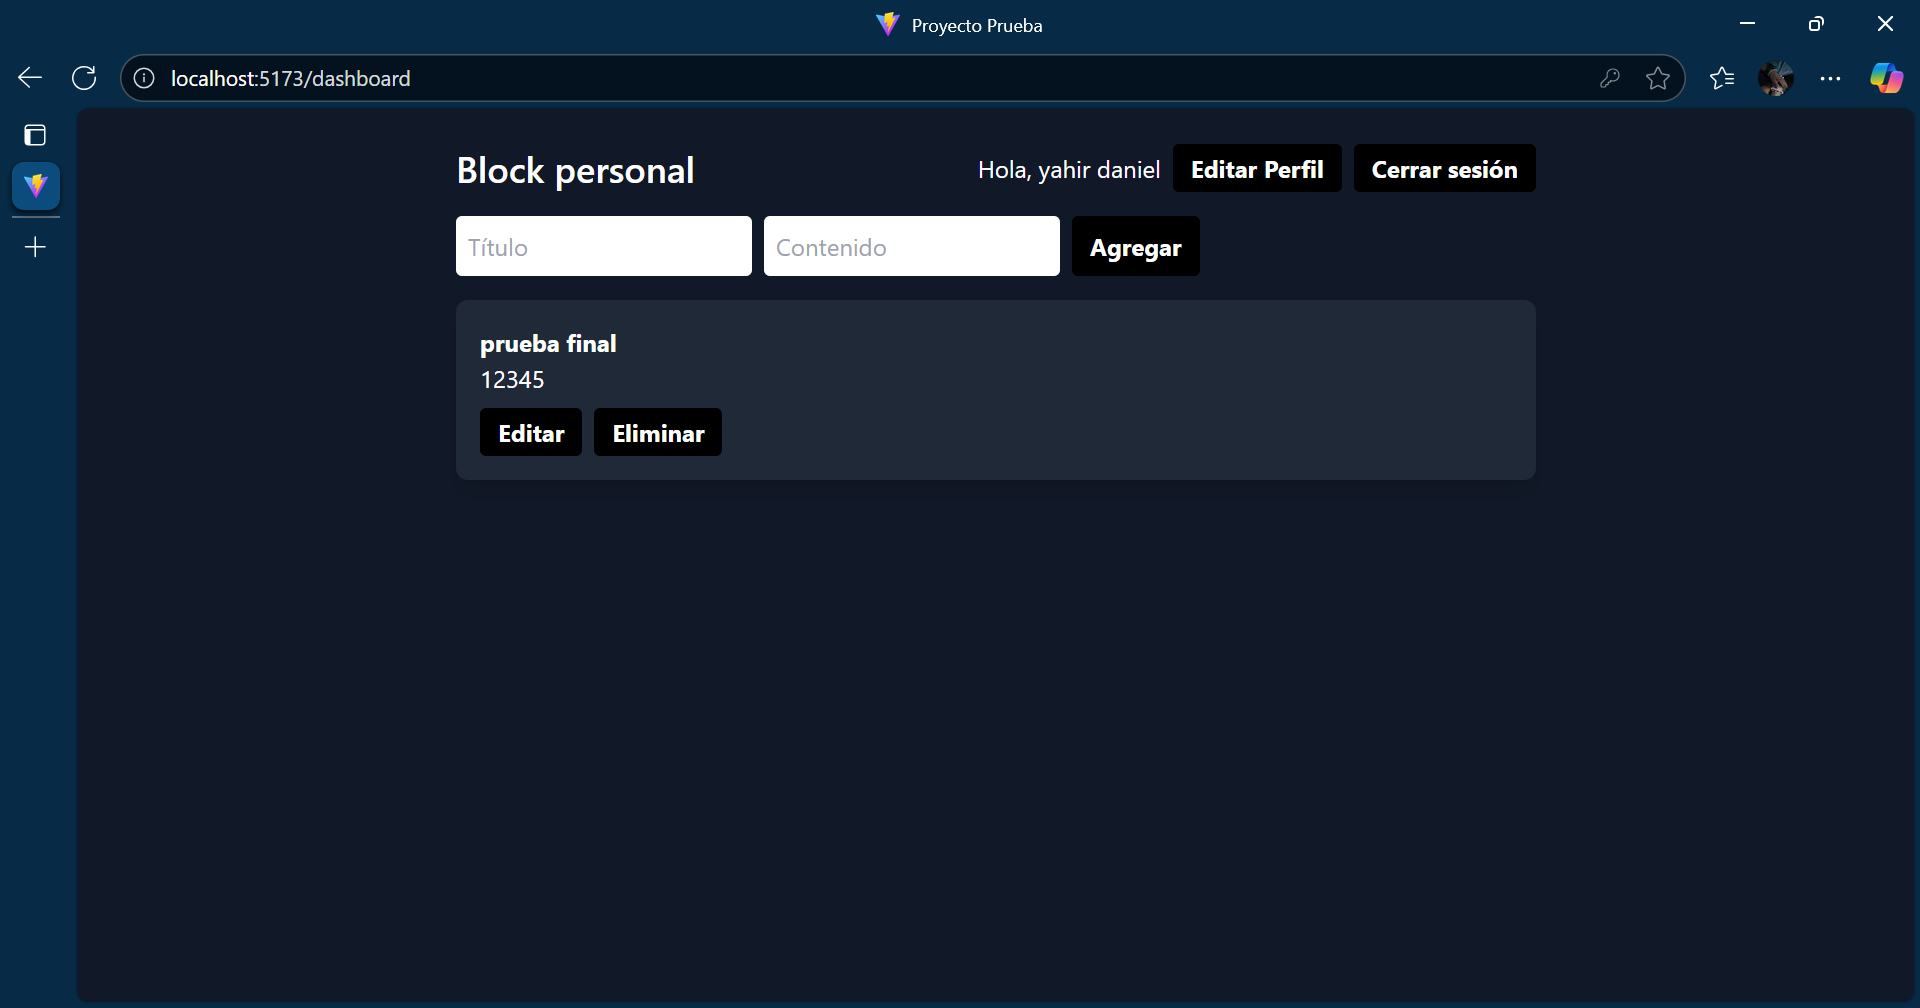 Proyecto Prueba
localhost:5173/dashboard
Block personal
Hola, yahir daniel
Editar Perfil
Cerrar sesión
Título
Contenido
Agregar
prueba final
12345
Editar
Eliminar